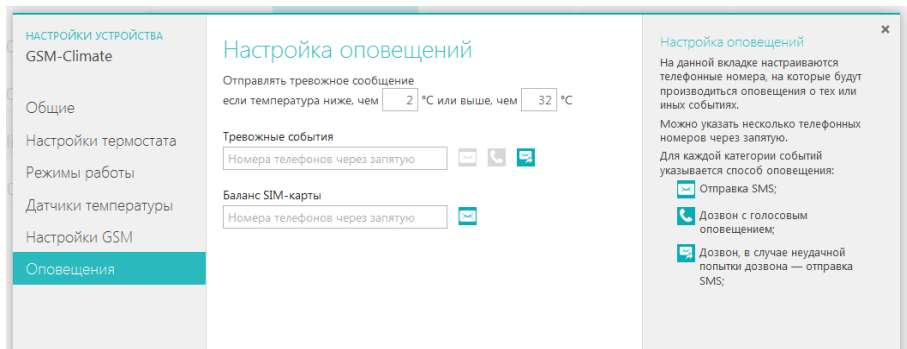 НАСТРОЙКИ УСТРОЙСТВА
GSM-Climate
Общие
Настройки термостата
Режимы работы
Датчики температуры
Настройки GSM
Оповещения
Настройка оповещений
Отправлять тревожное сообщение
если температура ниже, чем 2 °C или выше, чем 32 °C
Тревожные события
Номера телефонов через запятую
Баланс SIM-карты
Номера телефонов через запятую
Настройка оповещений
На данной вкладке настраиваются
телефонные номера, на которые будут
производиться оповещения о тех или
иных событиях.
Можно указать несколько телефонных
номеров через запятую.
Для каждой категории событий
указывается способ оповещения:
Отправка SMS;
Дозвон с голосовым
оповещением;
Дозвон, в случае неудачной
попытки дозвона — отправка
SMS;